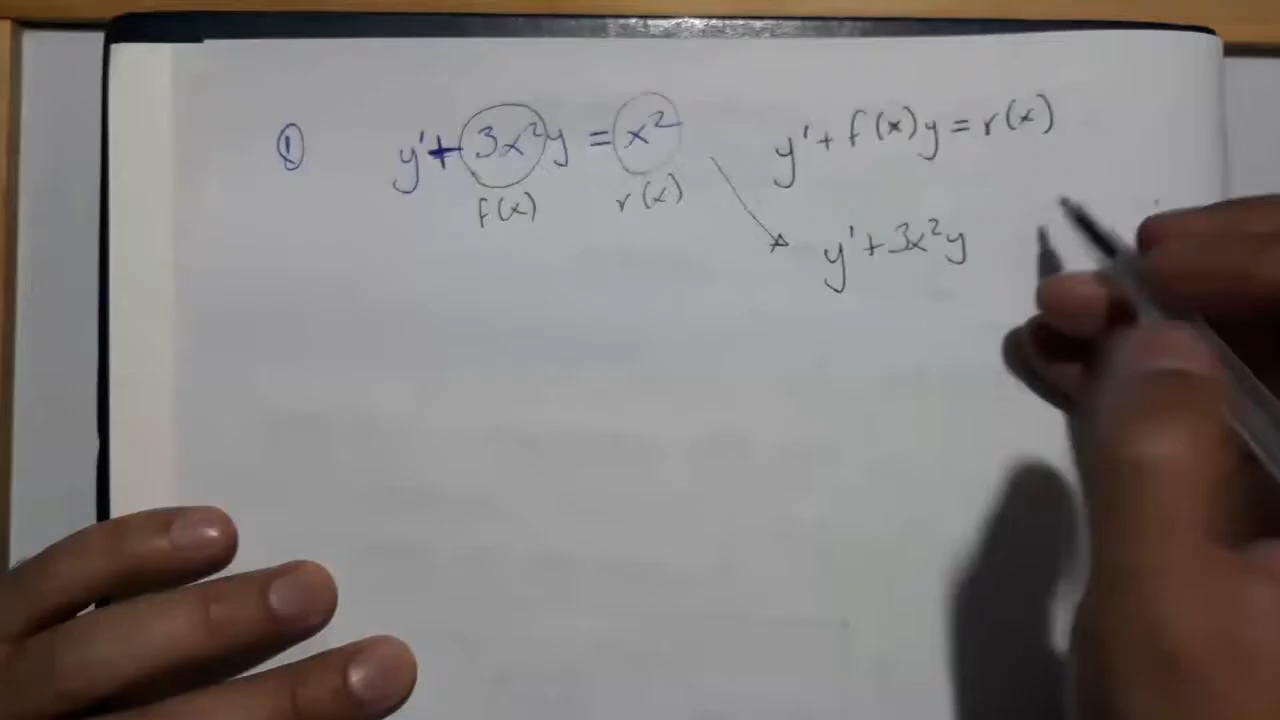 ① y' + 3x²y = x²
f(x) r(x)
y' + f(x)y = r(x)
y' + 3x²y